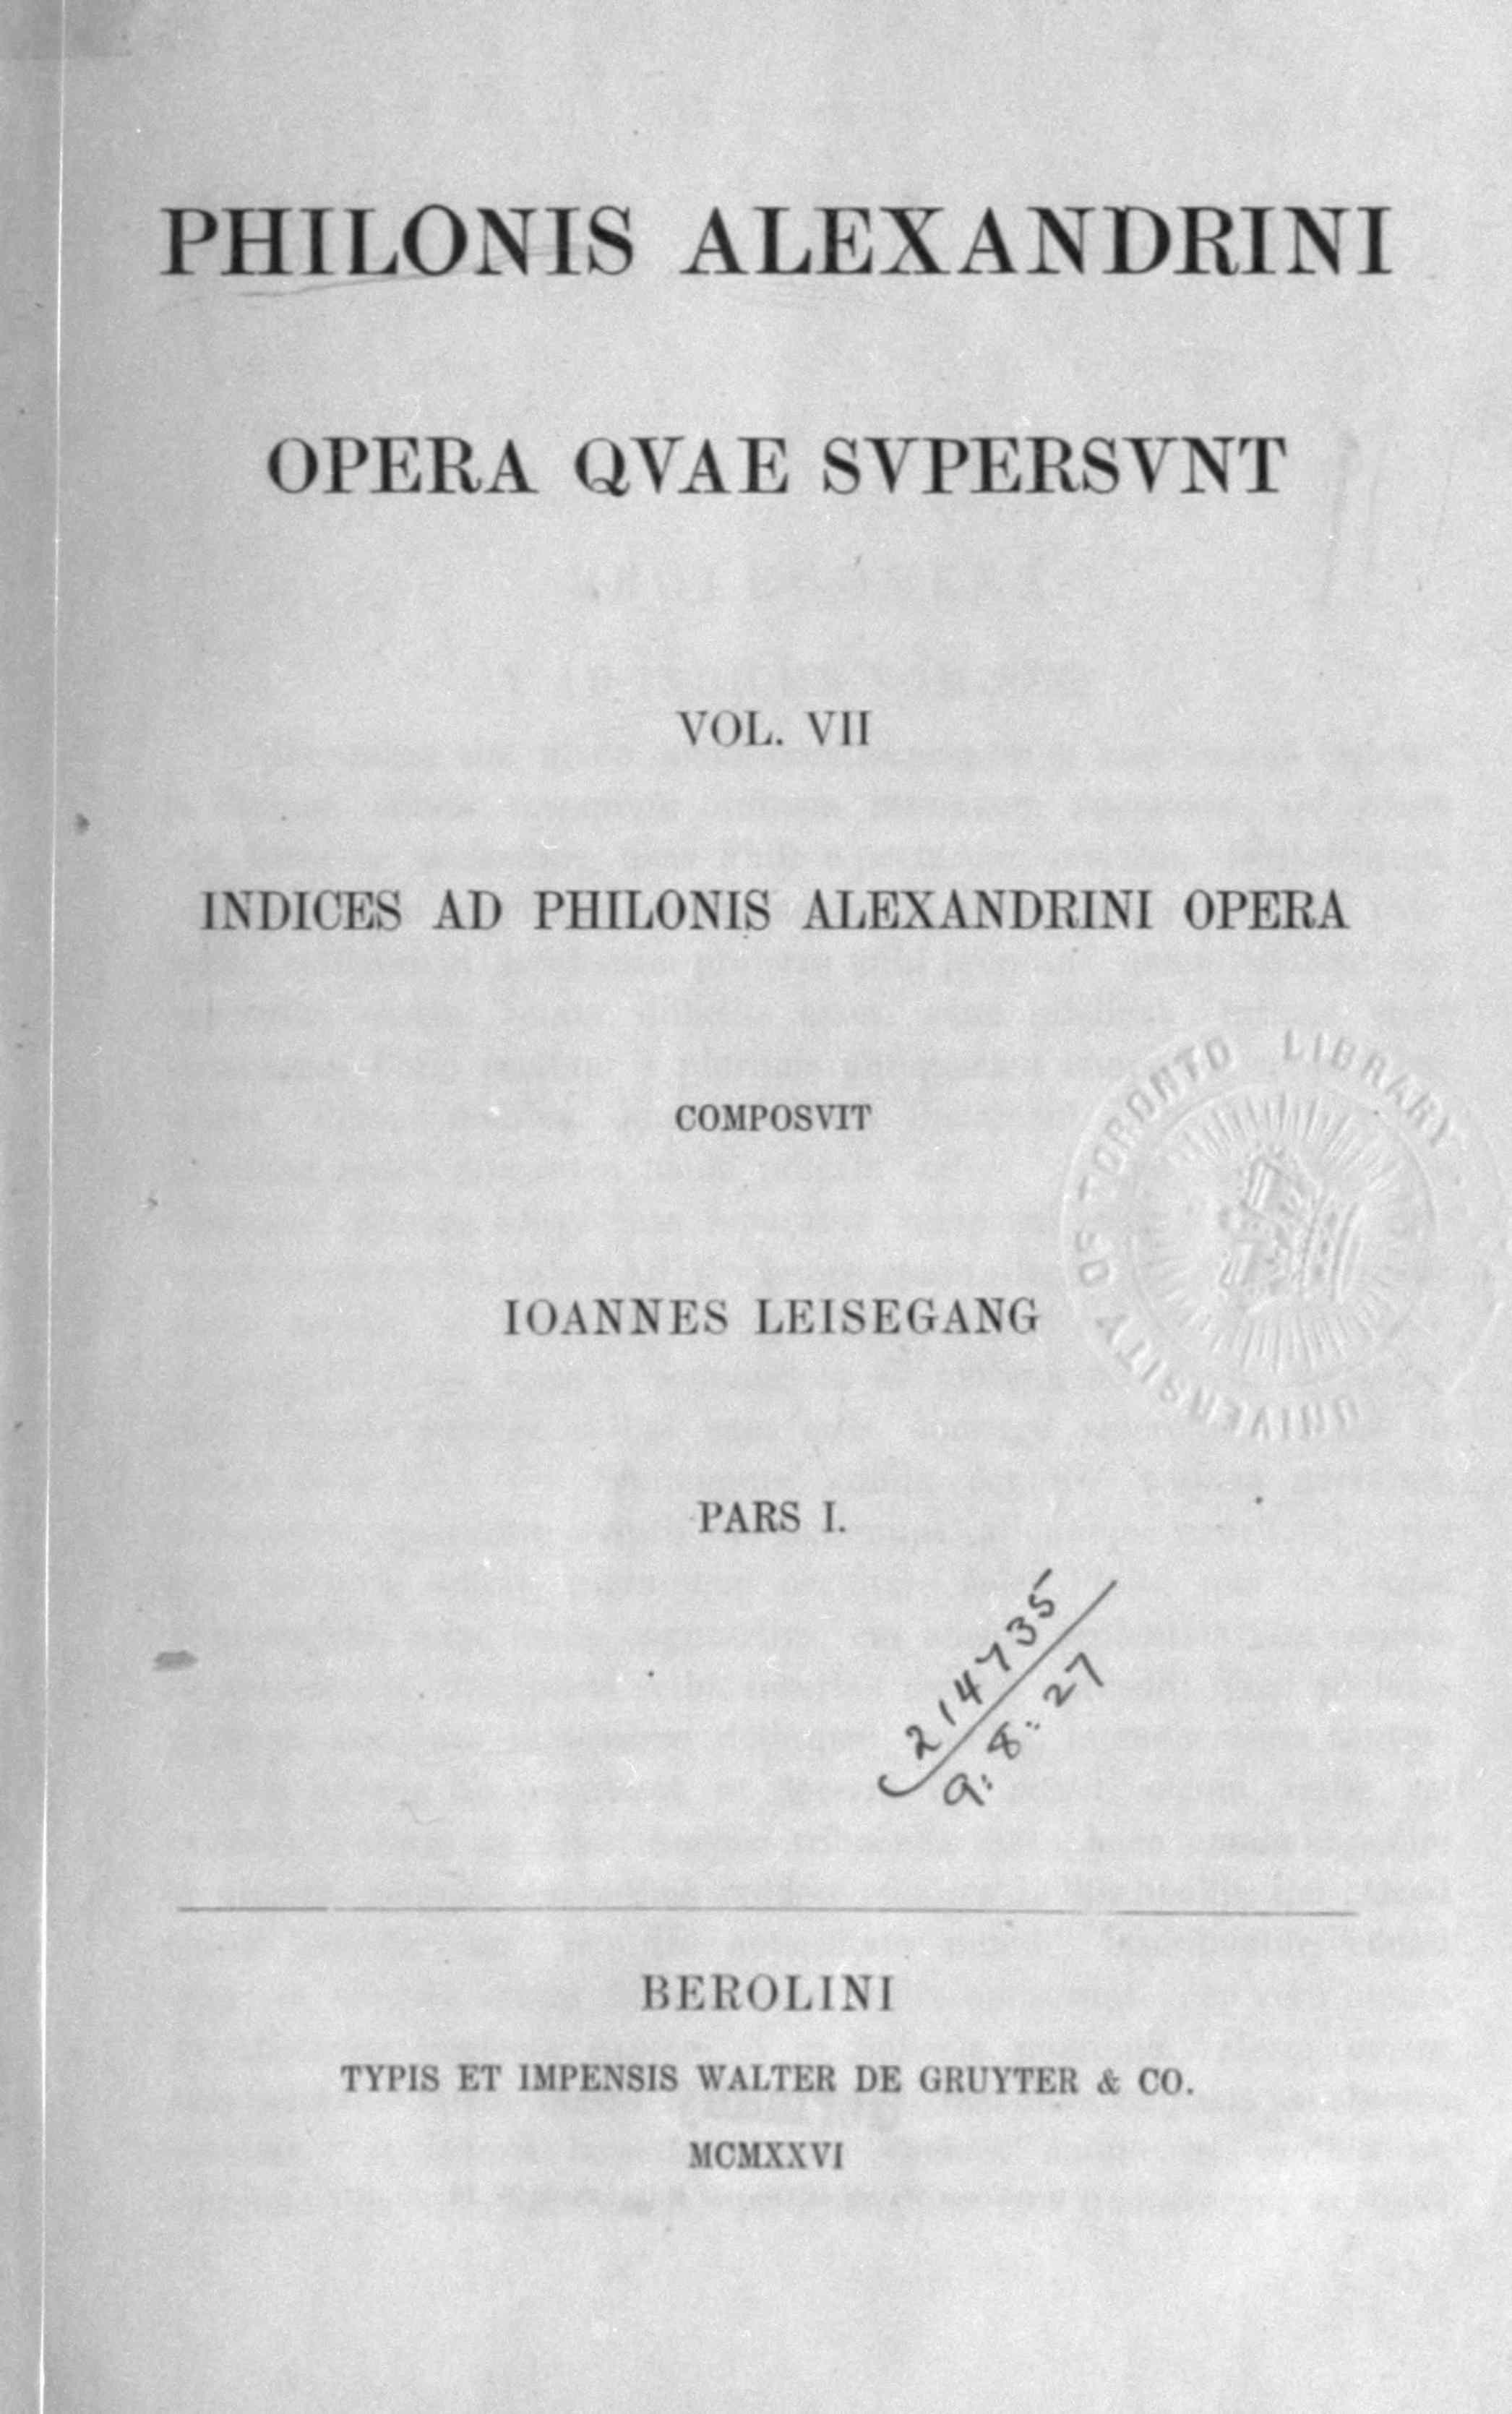 PHILONIS ALEXANDRINI
OPERA QVAE SVPERSVNT
VOL. VII
INDICES AD PHILONIS ALEXANDRINI OPERA
COMPOSVIT
IOANNES LEISEGANG
UNIVERSITY OF TORONTO LIBRARY
PARS I.
214735
9:8:27
BEROLINI
TYPIS ET IMPENSIS WALTER DE GRUYTER & CO.
MCMXXVI